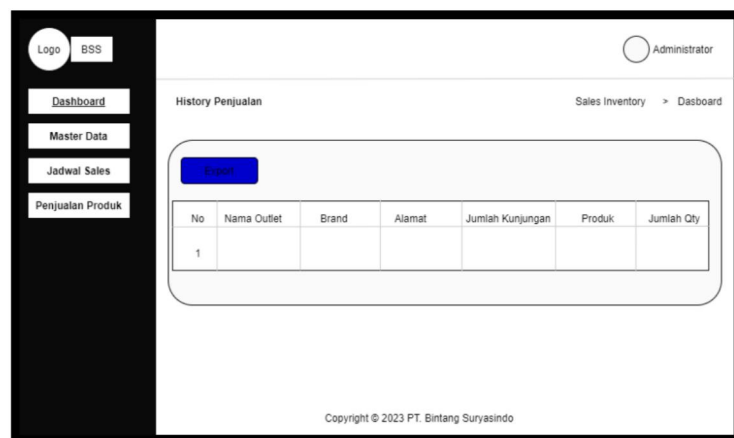 Logo BSS
Administrator
Dashboard
Master Data
Jadwal Sales
Penjualan Produk
History Penjualan
Sales Inventory > Dasboard
Export
No Nama Outlet Brand Alamat Jumlah Kunjungan Produk Jumlah Qty
1
Copyright © 2023 PT. Bintang Suryasindo